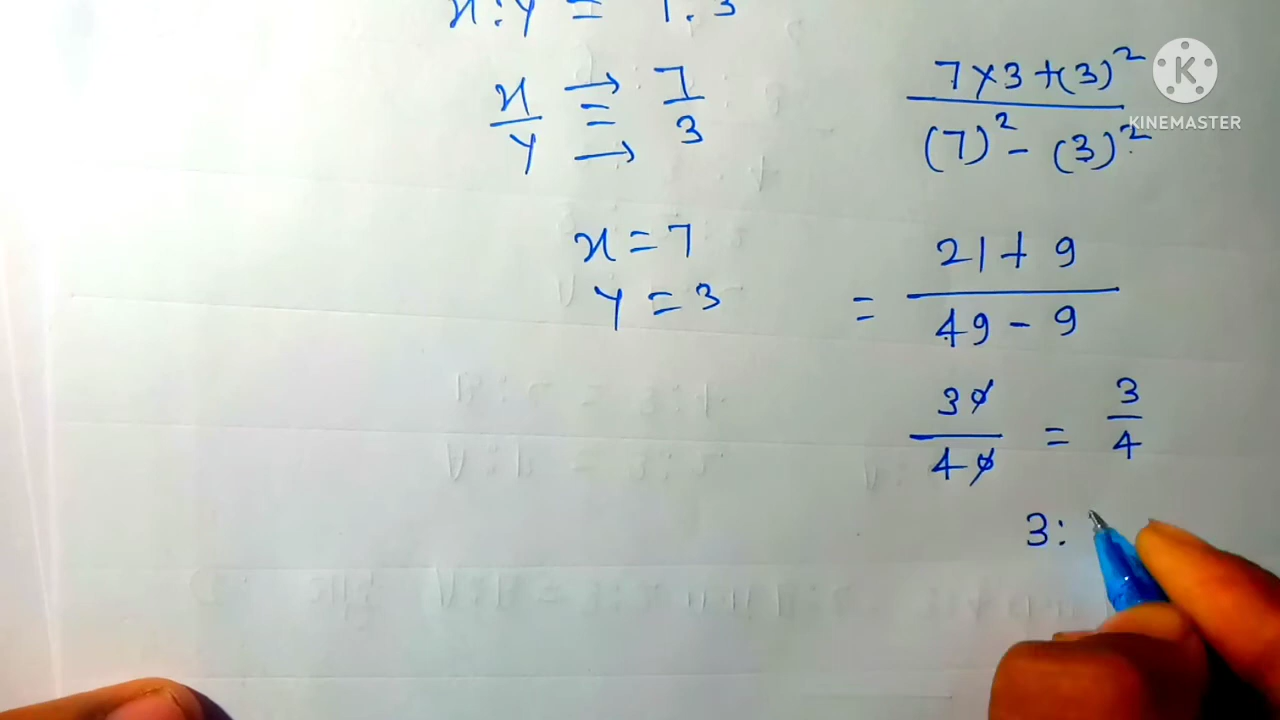 x:y = 7:3
x/y = 7/3
x = 7
y = 3
7×3+(3)²
(7)² - (3)²
= 21+9
49-9
30/40 = 3/4
3:
K
KINEMASTER